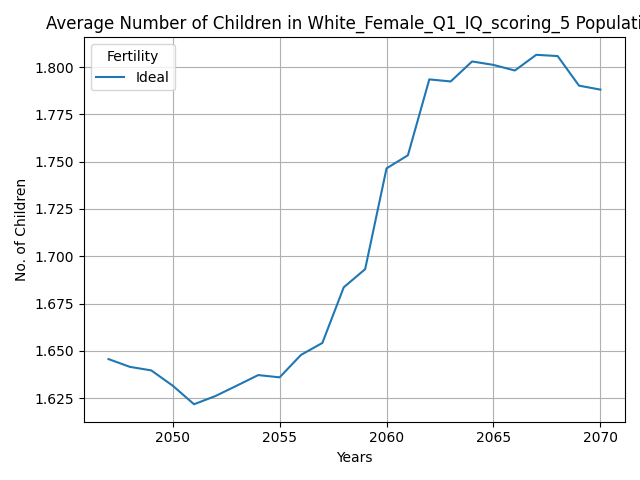 Average Number of Children in White_Female_Q1_IQ_scoring_5 Populati
Fertility
Ideal
No. of Children
1.800
1.775
1.750
1.725
1.700
1.675
1.650
1.625
2050 2055 2060 2065 2070
Years